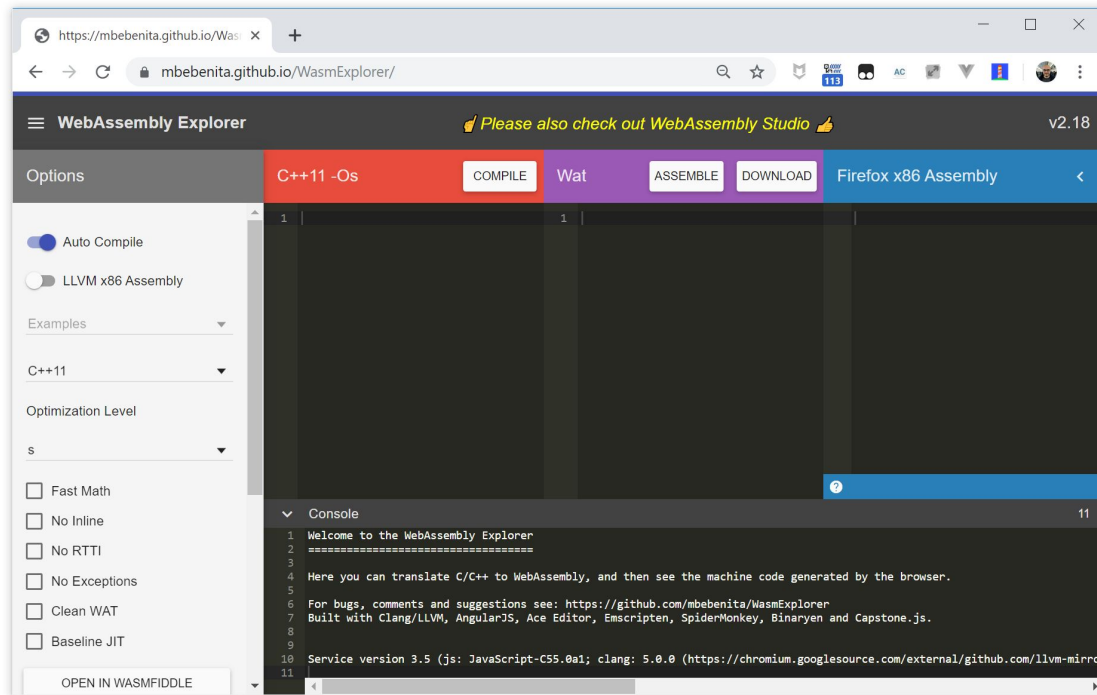 https://mbebenita.github.io/Was
mbebenita.github.io/WasmExplorer/
113
AC
WebAssembly Explorer
Please also check out WebAssembly Studio
v2.18
Options
C++11 -Os
COMPILE
Wat
ASSEMBLE
DOWNLOAD
Firefox x86 Assembly
Auto Compile
LLVM x86 Assembly
Examples
C++11
Optimization Level
s
Fast Math
No Inline
No RTTI
No Exceptions
Clean WAT
Baseline JIT
OPEN IN WASMFIDDLE
1
1
Console
11
1 Welcome to the WebAssembly Explorer
2 ===================================
3
4 Here you can translate C/C++ to WebAssembly, and then see the machine code generated by the browser.
5
6 For bugs, comments and suggestions see: https://github.com/mbebenita/WasmExplorer
7 Built with Clang/LLVM, AngularJS, Ace Editor, Emscripten, SpiderMonkey, Binaryen and Capstone.js.
8
9
10 Service version 3.5 (js: JavaScript-C55.0a1; clang: 5.0.0 (https://chromium.googlesource.com/external/github.com/llvm-mirro
11